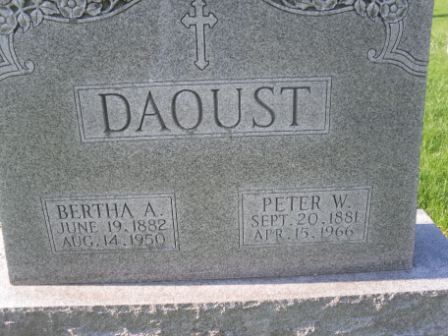 DAOUST
BERTHA A.
JUNE 19, 1882
AUG. 14, 1950
PETER W.
SEPT. 20, 1881
APR. 15, 1966